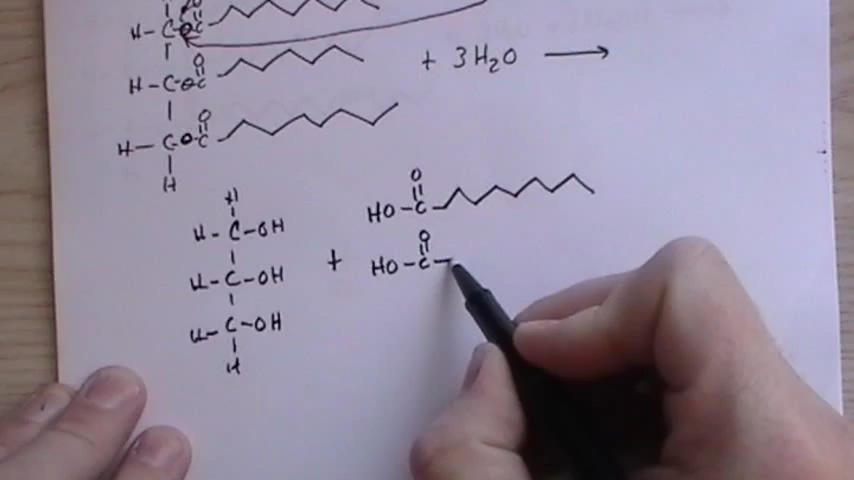 O
H-C-O-C
O
H-C-O-C + 3H₂O ⟶
O
H-C-O-C
H
H O
H-C-OH HO-C
O
H-C-OH + HO-C-
H-C-OH
H